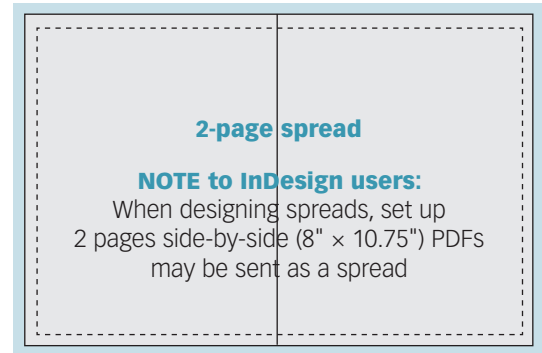 2-page spread
NOTE to InDesign users:
When designing spreads, set up
2 pages side-by-side (8" × 10.75") PDFs
may be sent as a spread